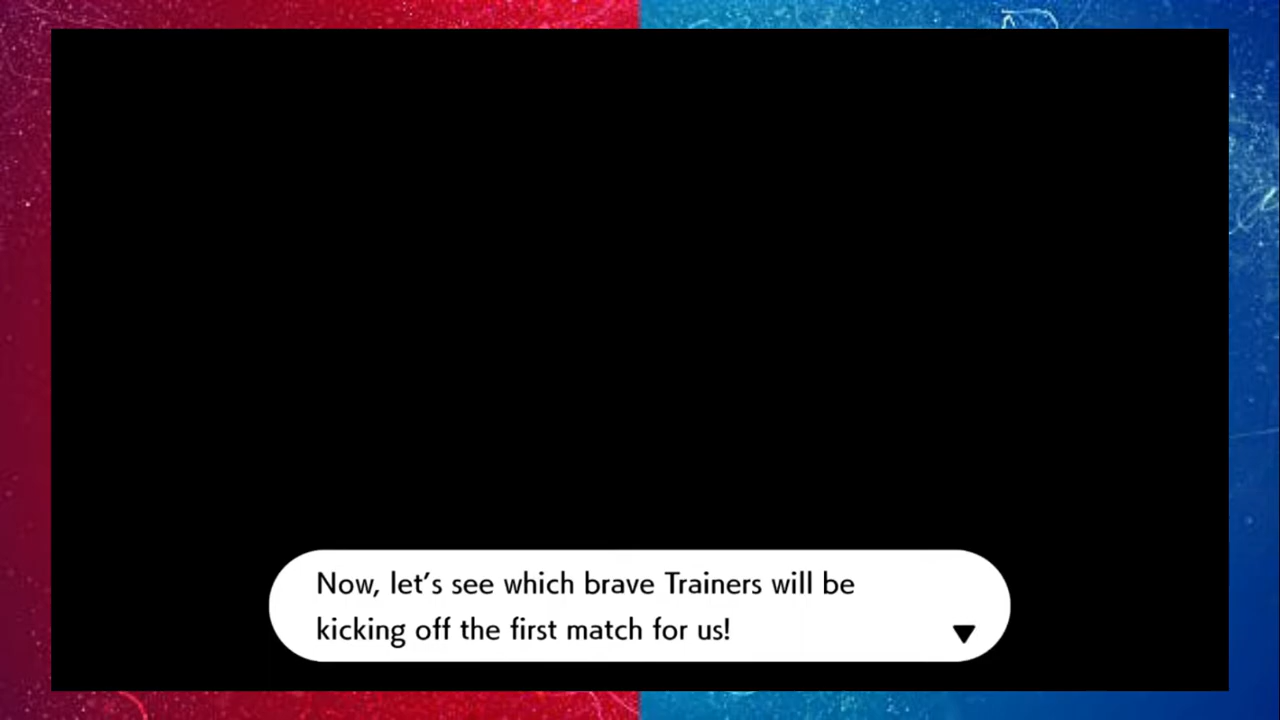 Now, let's see which brave Trainers will be
kicking off the first match for us!